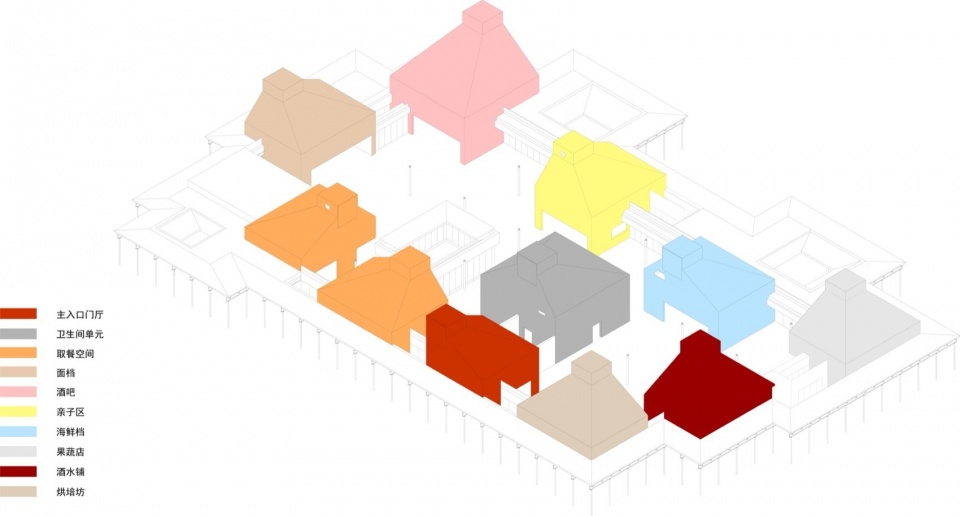 主入口门厅
卫生间单元
取餐空间
面档
酒吧
亲子区
海鲜档
果蔬店
酒水铺
烘培坊